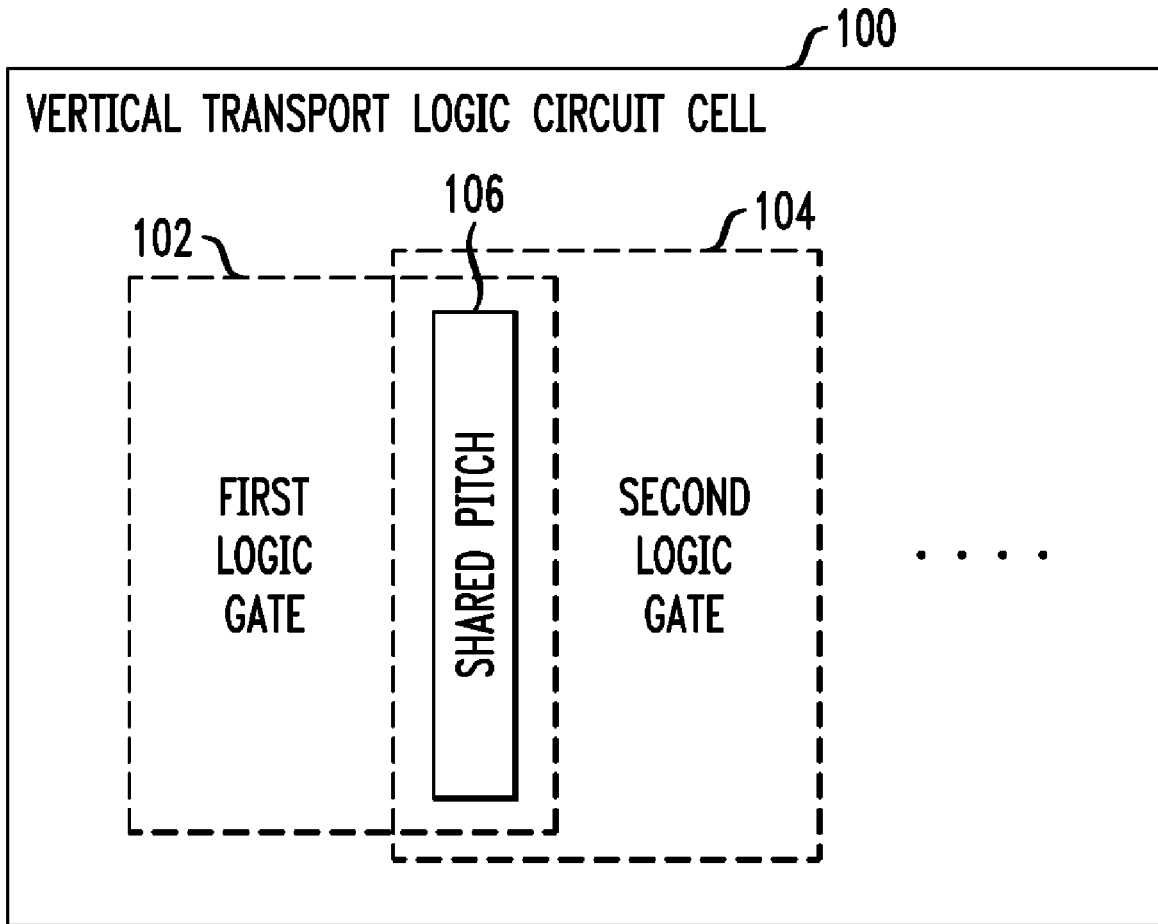 100
VERTICAL TRANSPORT LOGIC CIRCUIT CELL
106
104
102
FIRST
LOGIC
GATE
SHARED PITCH
SECOND
LOGIC
GATE
. . . .